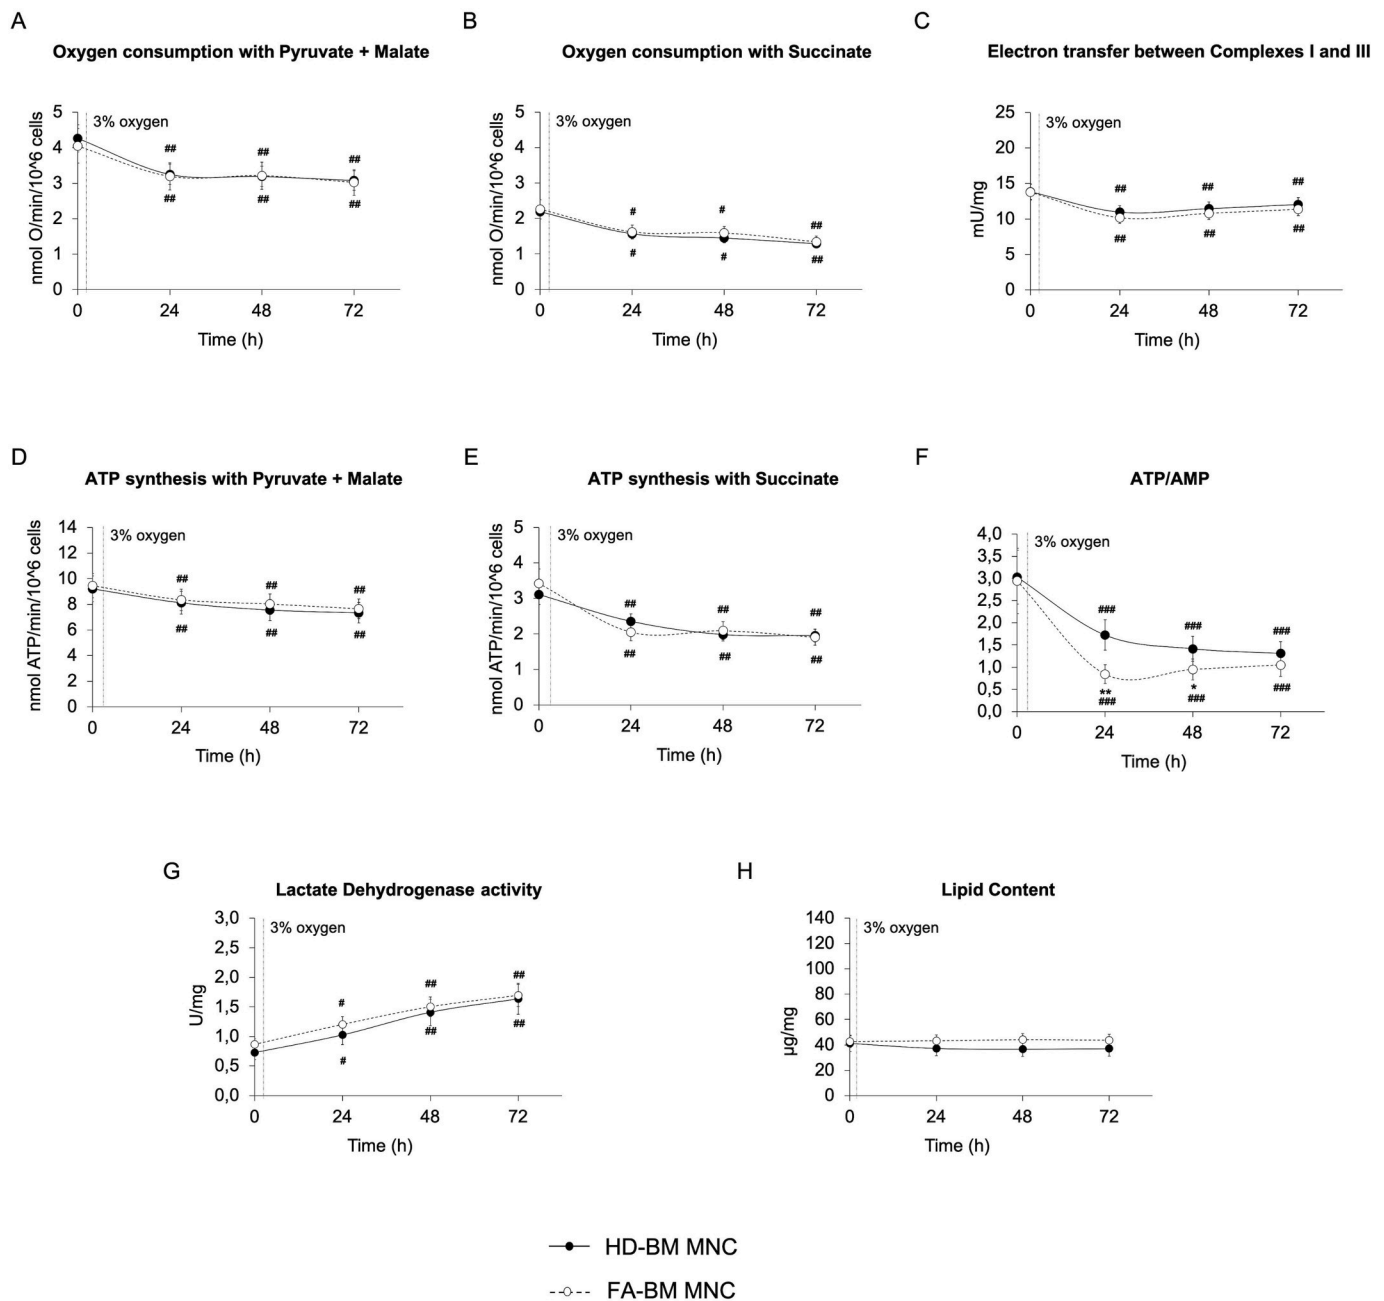 A
Oxygen consumption with Pyruvate + Malate
nmol O/min/10^6 cells
5
4
3
2
1
0
3% oxygen
##
##
##
##
##
##
0 24 48 72
Time (h)
B
Oxygen consumption with Succinate
nmol O/min/10^6 cells
5
4
3
2
1
0
3% oxygen
#
#
##
#
#
##
0 24 48 72
Time (h)
C
Electron transfer between Complexes I and III
mU/mg
25
20
15
10
5
0
3% oxygen
##
##
##
##
##
##
0 24 48 72
Time (h)
D
ATP synthesis with Pyruvate + Malate
nmol ATP/min/10^6 cells
14
12
10
8
6
4
2
0
3% oxygen
##
##
##
##
##
##
0 24 48 72
Time (h)
E
ATP synthesis with Succinate
nmol ATP/min/10^6 cells
5
4
3
2
1
0
3% oxygen
##
##
##
##
##
##
0 24 48 72
Time (h)
F
ATP/AMP
4,0
3,5
3,0
2,5
2,0
1,5
1,0
0,5
0,0
3% oxygen
###
###
###
**
###
*
###
###
0 24 48 72
Time (h)
G
Lactate Dehydrogenase activity
U/mg
3,0
2,5
2,0
1,5
1,0
0,5
0,0
3% oxygen
#
##
##
#
##
##
0 24 48 72
Time (h)
H
Lipid Content
µg/mg
140
120
100
80
60
40
20
0
3% oxygen
0 24 48 72
Time (h)
HD-BM MNC
FA-BM MNC